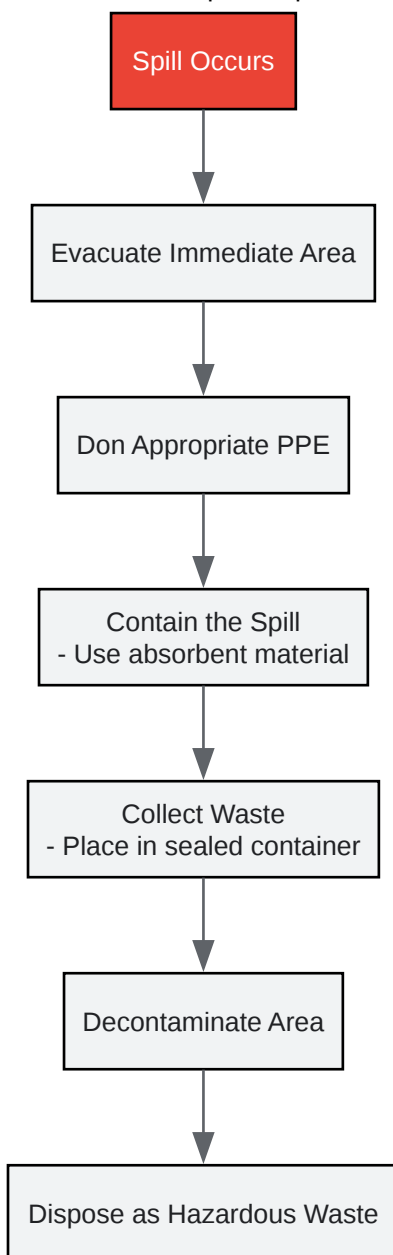 Spill Occurs
Evacuate Immediate Area
Don Appropriate PPE
Contain the Spill
- Use absorbent material
Collect Waste
- Place in sealed container
Decontaminate Area
Dispose as Hazardous Waste